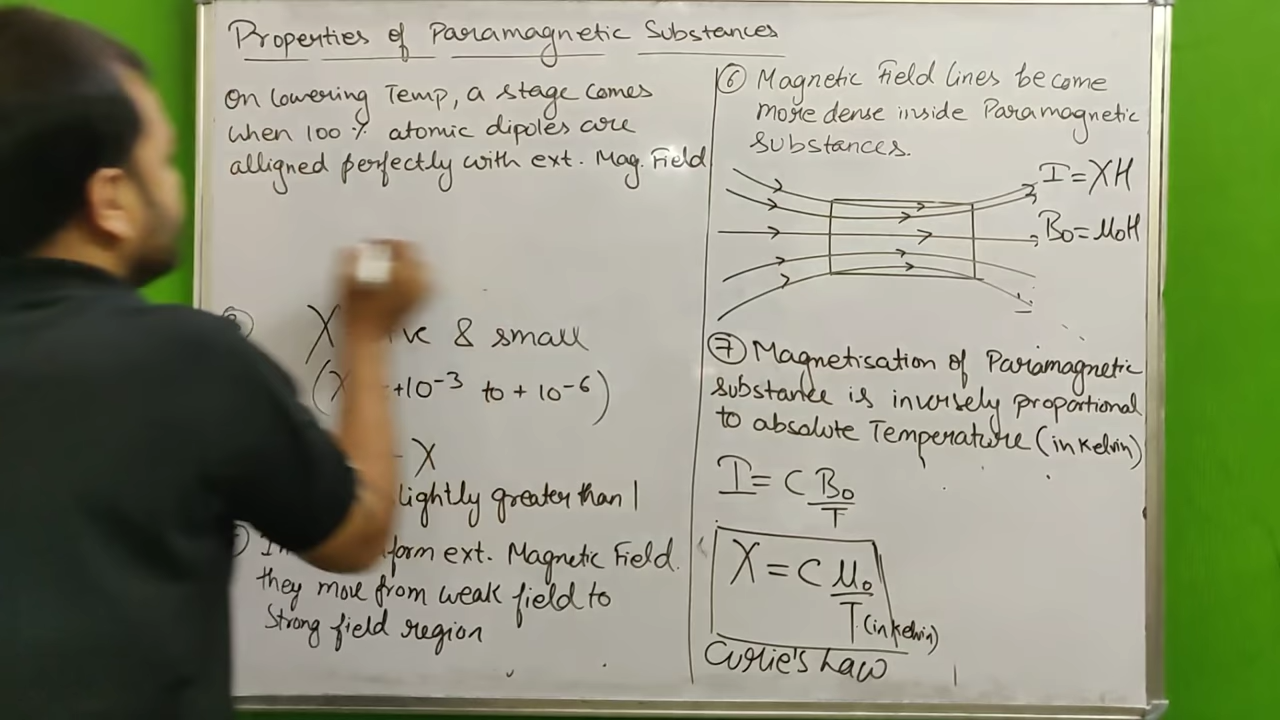 Properties of Paramagnetic Substances
On lowering Temp, a stage comes
when 100% atomic dipoles are
alligned perfectly with ext. Mag. Field
X & small
+10⁻³ to + 10⁻⁶)
- X
lightly greater than 1
form ext. Magnetic Field.
they move from weak field to
Strong field region
⑥ Magnetic Field lines become
more dense inside Paramagnetic
substances.
I = XH
B₀ = μ₀H
⑦ Magnetisation of Paramagnetic
substance is inversely proportional
to absolute Temperature (in Kelvin)
I = C B₀/T
X = C μ₀/T (in Kelvin)
Curie's Law